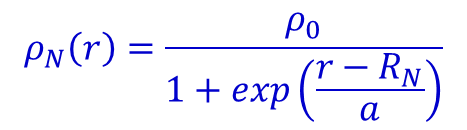 ρ_N(r) = ρ_0 / (1 + exp((r − R_N) / a))